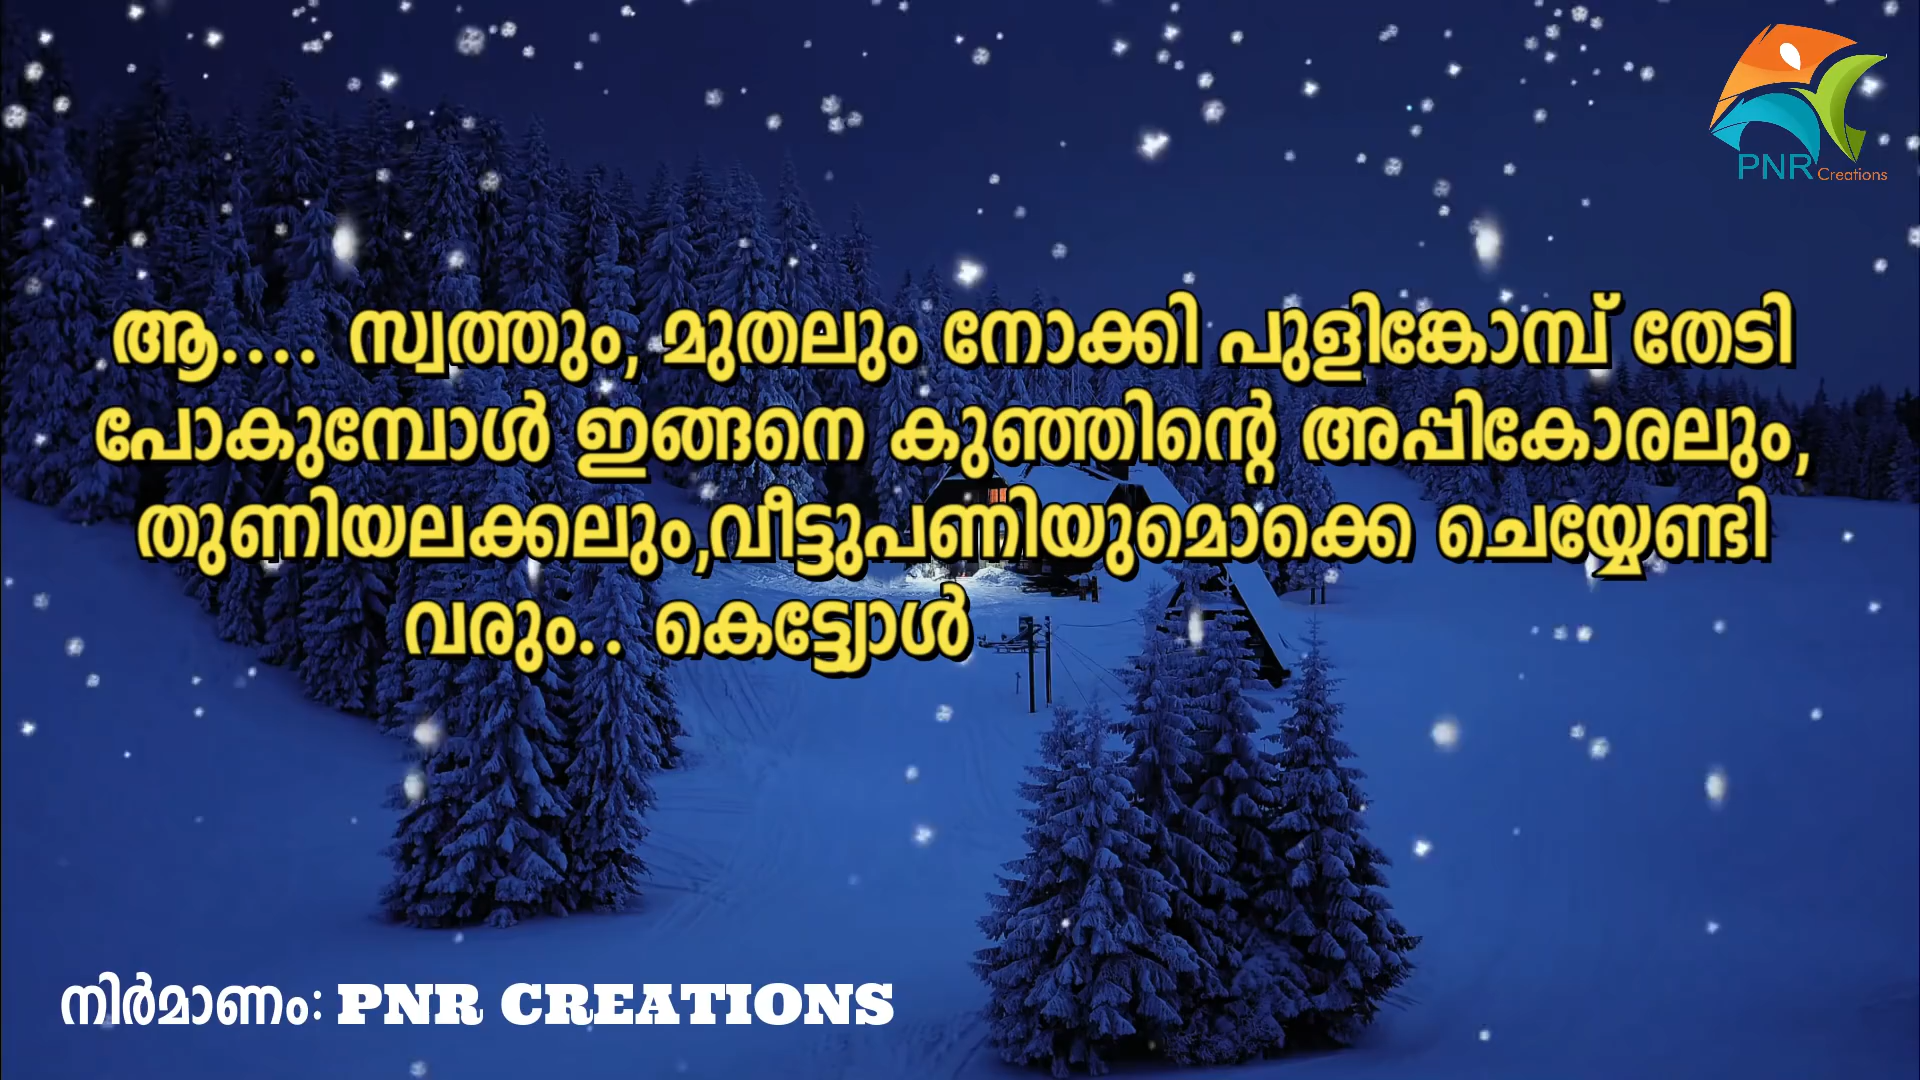 PNR Creations
ആ.... സ്വത്തും, മുതലും നോക്കി പുളിങ്കോമ്പ് തേടി
പോകുമ്പോൾ ഇങ്ങനെ കുഞ്ഞിന്റെ അപ്പികോരലും,
തുണിയലക്കലും,വീട്ടുപണിയുമൊക്കെ ചെയ്യേണ്ടി
വരും.. കെട്ട്യോൾ
നിർമാണം: PNR CREATIONS